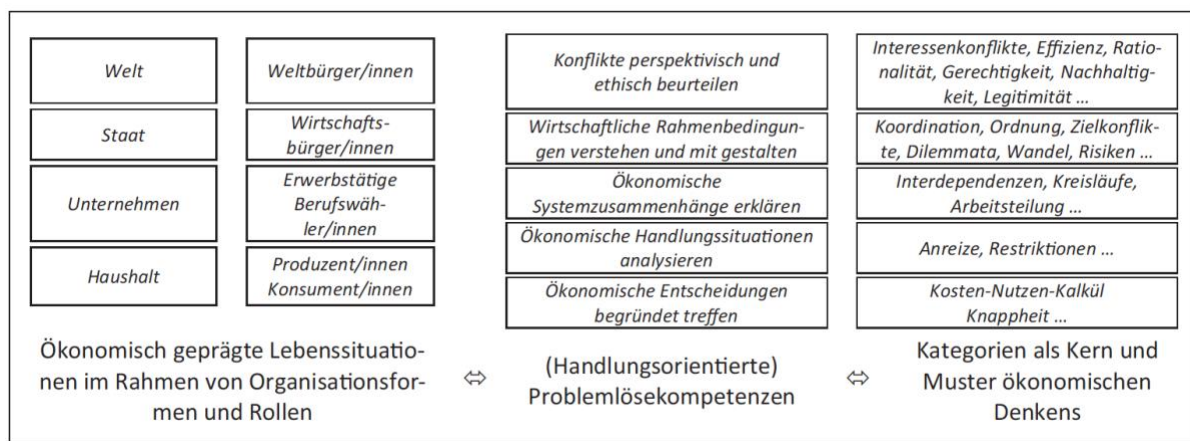 Welt
Staat
Unternehmen
Haushalt
Weltbürger/innen
Wirtschafts-
bürger/innen
Erwerbstätige
Berufswäh-
ler/innen
Produzent/innen
Konsument/innen
Ökonomisch geprägte Lebenssituatio-
nen im Rahmen von Organisationsfor-
men und Rollen
⇔
Konflikte perspektivisch und
ethisch beurteilen
Wirtschaftliche Rahmenbedingun-
gen verstehen und mit gestalten
Ökonomische
Systemzusammenhänge erklären
Ökonomische Handlungssituationen
analysieren
Ökonomische Entscheidungen
begründet treffen
(Handlungsorientierte)
Problemlösekompetenzen
⇔
Interessenkonflikte, Effizienz, Ratio-
nalität, Gerechtigkeit, Nachhaltig-
keit, Legitimität ...
Koordination, Ordnung, Zielkonflik-
te, Dilemmata, Wandel, Risiken ...
Interdependenzen, Kreisläufe,
Arbeitsteilung ...
Anreize, Restriktionen ...
Kosten-Nutzen-Kalkül
Knappheit ...
Kategorien als Kern und
Muster ökonomischen
Denkens